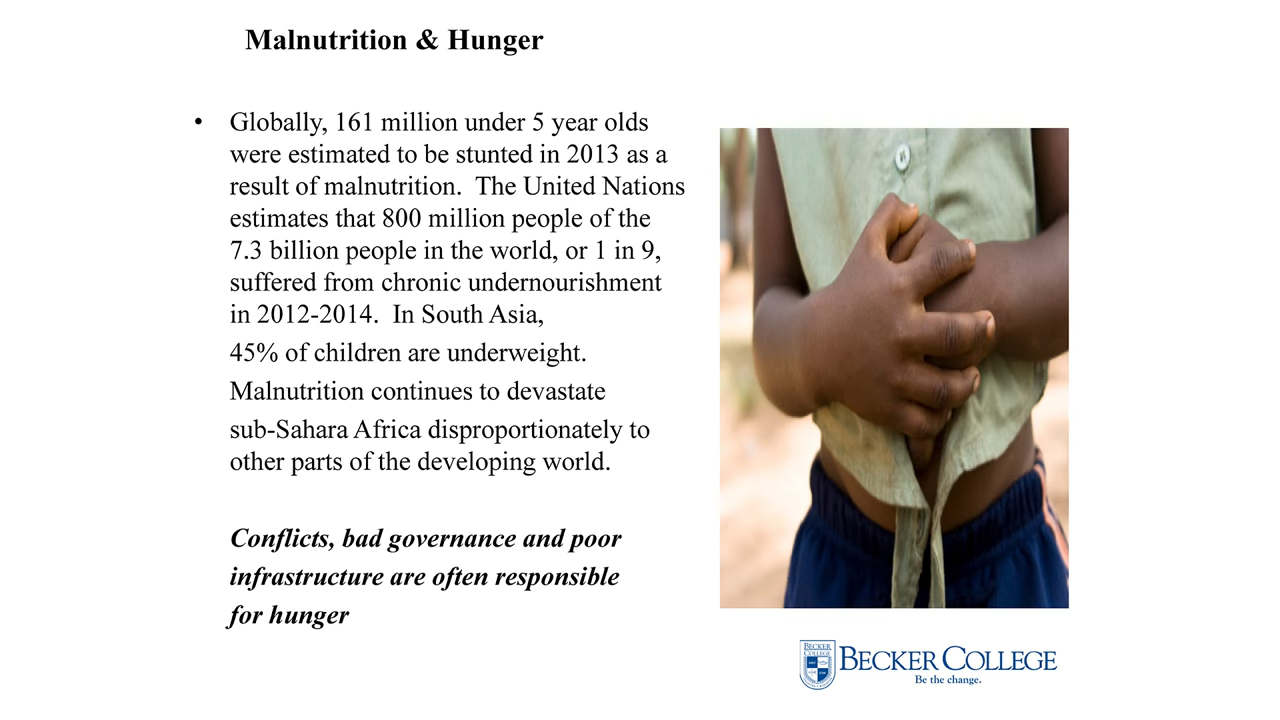 Malnutrition & Hunger
• Globally, 161 million under 5 year olds
were estimated to be stunted in 2013 as a
result of malnutrition.  The United Nations
estimates that 800 million people of the
7.3 billion people in the world, or 1 in 9,
suffered from chronic undernourishment
in 2012-2014.  In South Asia,
45% of children are underweight.
Malnutrition continues to devastate
sub-Sahara Africa disproportionately to
other parts of the developing world.
Conflicts, bad governance and poor
infrastructure are often responsible
for hunger
BECKER
COLLEGE
BECKER COLLEGE
Be the change.